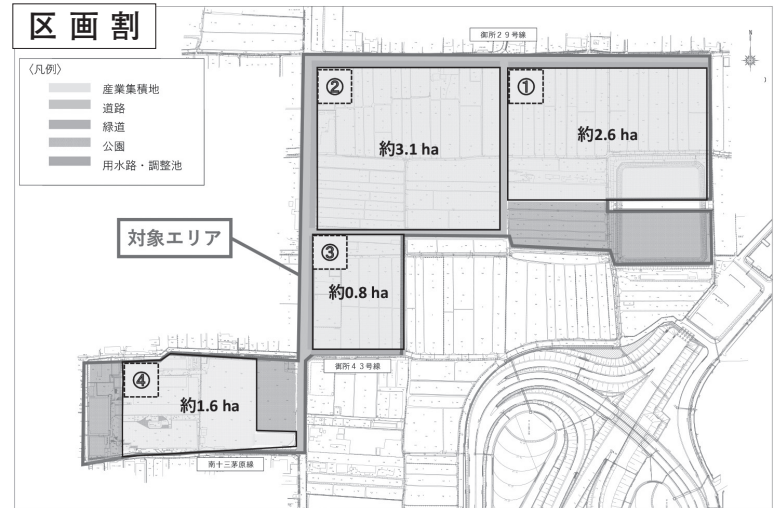 区画割
御所29号線
〈凡例〉
産業集積地
道路
緑道
公園
用水路・調整池
②
①
約3.1 ha
約2.6 ha
対象エリア
③
約0.8 ha
御所43号線
④
約1.6 ha
南十三茅原線